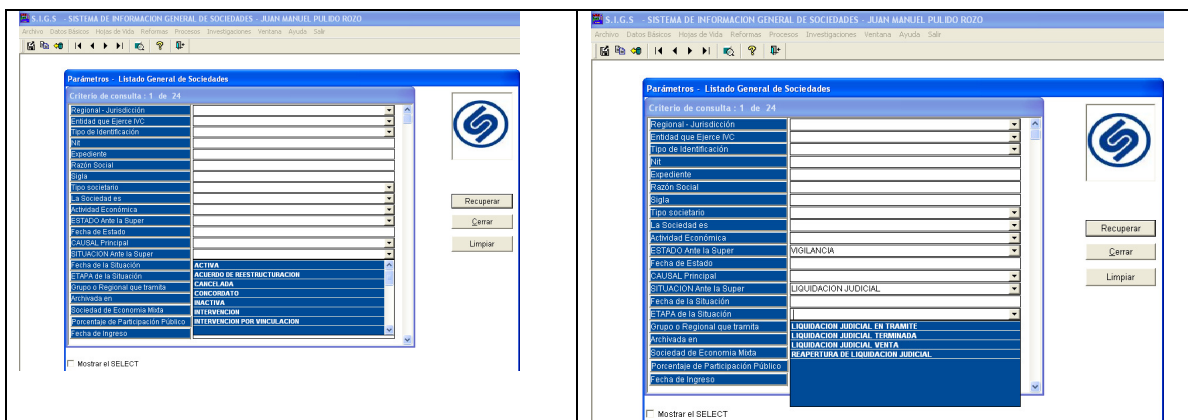 S.I.G.S - SISTEMA DE INFORMACION GENERAL DE SOCIEDADES - JUAN MANUEL PULIDO ROZO
Archivo Datos Básicos Hojas de Vida Reformas Procesos Investigaciones Ventana Ayuda Salir
Parámetros - Listado General de Sociedades
Criterio de consulta : 1 de 24
Regional - Jurisdicción
Entidad que Ejerce IVC
Tipo de Identificación
Nit
Expediente
Razón Social
Sigla
Tipo societario
La Sociedad es
Actividad Económica
ESTADO Ante la Super
Fecha de Estado
CAUSAL Principal
SITUACION Ante la Super
Fecha de la Situación
ETAPA de la Situación
Grupo o Regional que tramita
Archivada en
Sociedad de Economia Mixta
Porcentaje de Participación Público
Fecha de Ingreso
ACTIVA
ACUERDO DE REESTRUCTURACION
CANCELADA
CONCORDATO
INACTIVA
INTERVENCION
INTERVENCION POR VINCULACION
Recuperar
Cerrar
Limpiar
Mostrar el SELECT
S.I.G.S - SISTEMA DE INFORMACION GENERAL DE SOCIEDADES - JUAN MANUEL PULIDO ROZO
Archivo Datos Básicos Hojas de Vida Reformas Procesos Investigaciones Ventana Ayuda Salir
Parámetros - Listado General de Sociedades
Criterio de consulta : 1 de 24
Regional - Jurisdicción
Entidad que Ejerce IVC
Tipo de Identificación
Nit
Expediente
Razón Social
Sigla
Tipo societario
La Sociedad es
Actividad Económica
ESTADO Ante la Super VIGILANCIA
Fecha de Estado
CAUSAL Principal
SITUACION Ante la Super LIQUIDACION JUDICIAL
Fecha de la Situación
ETAPA de la Situación
Grupo o Regional que tramita
Archivada en
Sociedad de Economia Mixta
Porcentaje de Participación Público
Fecha de Ingreso
LIQUIDACION JUDICIAL EN TRAMITE
LIQUIDACION JUDICIAL TERMINADA
LIQUIDACION JUDICIAL VENTA
REAPERTURA DE LIQUIDACION JUDICIAL
Recuperar
Cerrar
Limpiar
Mostrar el SELECT